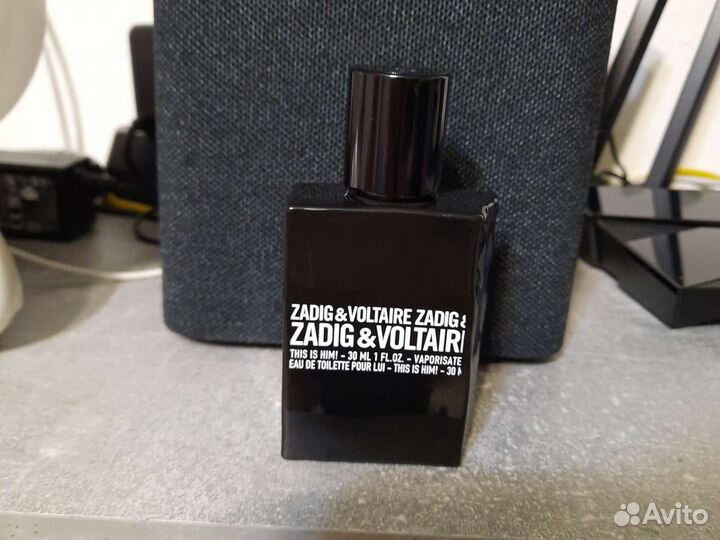 ZADIG&VOLTAIRE ZADIG &
ZADIG&VOLTAIR
THIS IS HIM! - 30 ML 1 FL.OZ. - VAPORISATE
EAU DE TOILETTE POUR LUI - THIS IS HIM! - 30 M
Avito